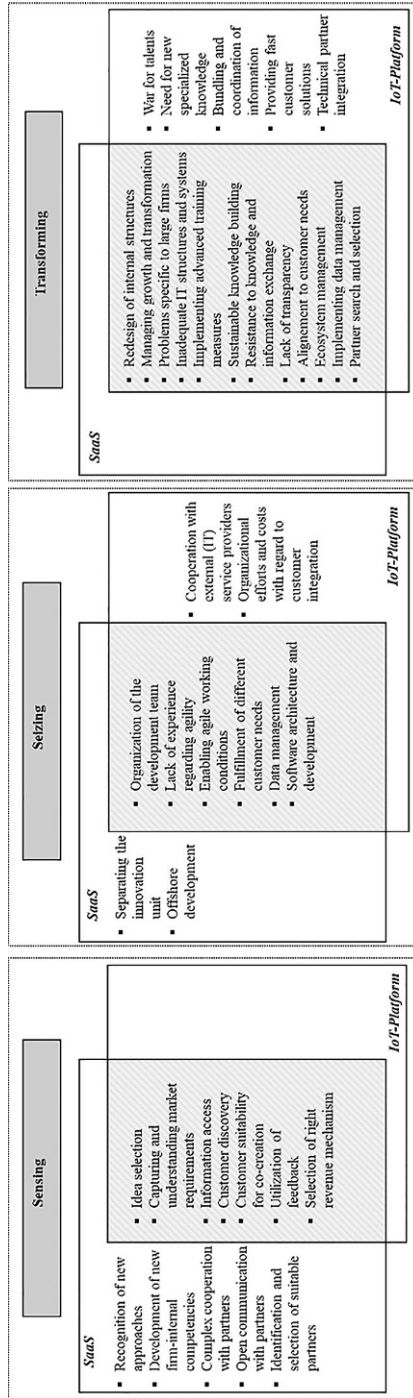 Sensing
SaaS
▪ Recognition of new
approaches
▪ Development of new
firm-internal
competencies
▪ Complex cooperation
with partners
▪ Open communication
with partners
▪ Identification and
selection of suitable
partners
▪ Idea selection
▪ Capturing and
understanding market
requirements
▪ Information access
▪ Customer discovery
▪ Customer suitability
for co-creation
▪ Utilization of
feedback
▪ Selection of right
revenue mechanism
IoT-Platform
Seizing
SaaS
▪ Separating the
innovation
unit
▪ Offshore
development
▪ Organization of the
development team
▪ Lack of experience
regarding agility
▪ Enabling agile working
conditions
▪ Fulfillment of different
customer needs
▪ Data management
▪ Software architecture and
development
▪ Cooperation with
external (IT)
service providers
▪ Organizational
efforts and costs
with regard to
customer
integration
IoT-Platform
Transforming
SaaS
▪ Redesign of internal structures
▪ Managing growth and transformation
▪ Problems specific to large firms
▪ Inadequate IT structures and systems
▪ Implementing advanced training
measures
▪ Sustainable knowledge building
▪ Resistance to knowledge and
information exchange
▪ Lack of transparency
▪ Alignement to customer needs
▪ Ecosystem management
▪ Implementing data management
▪ Partner search and selection
▪ War for talents
▪ Need for new
specialized
knowledge
▪ Bundling and
coordination of
information
▪ Providing fast
customer
solutions
▪ Technical partner
integration
IoT-Platform